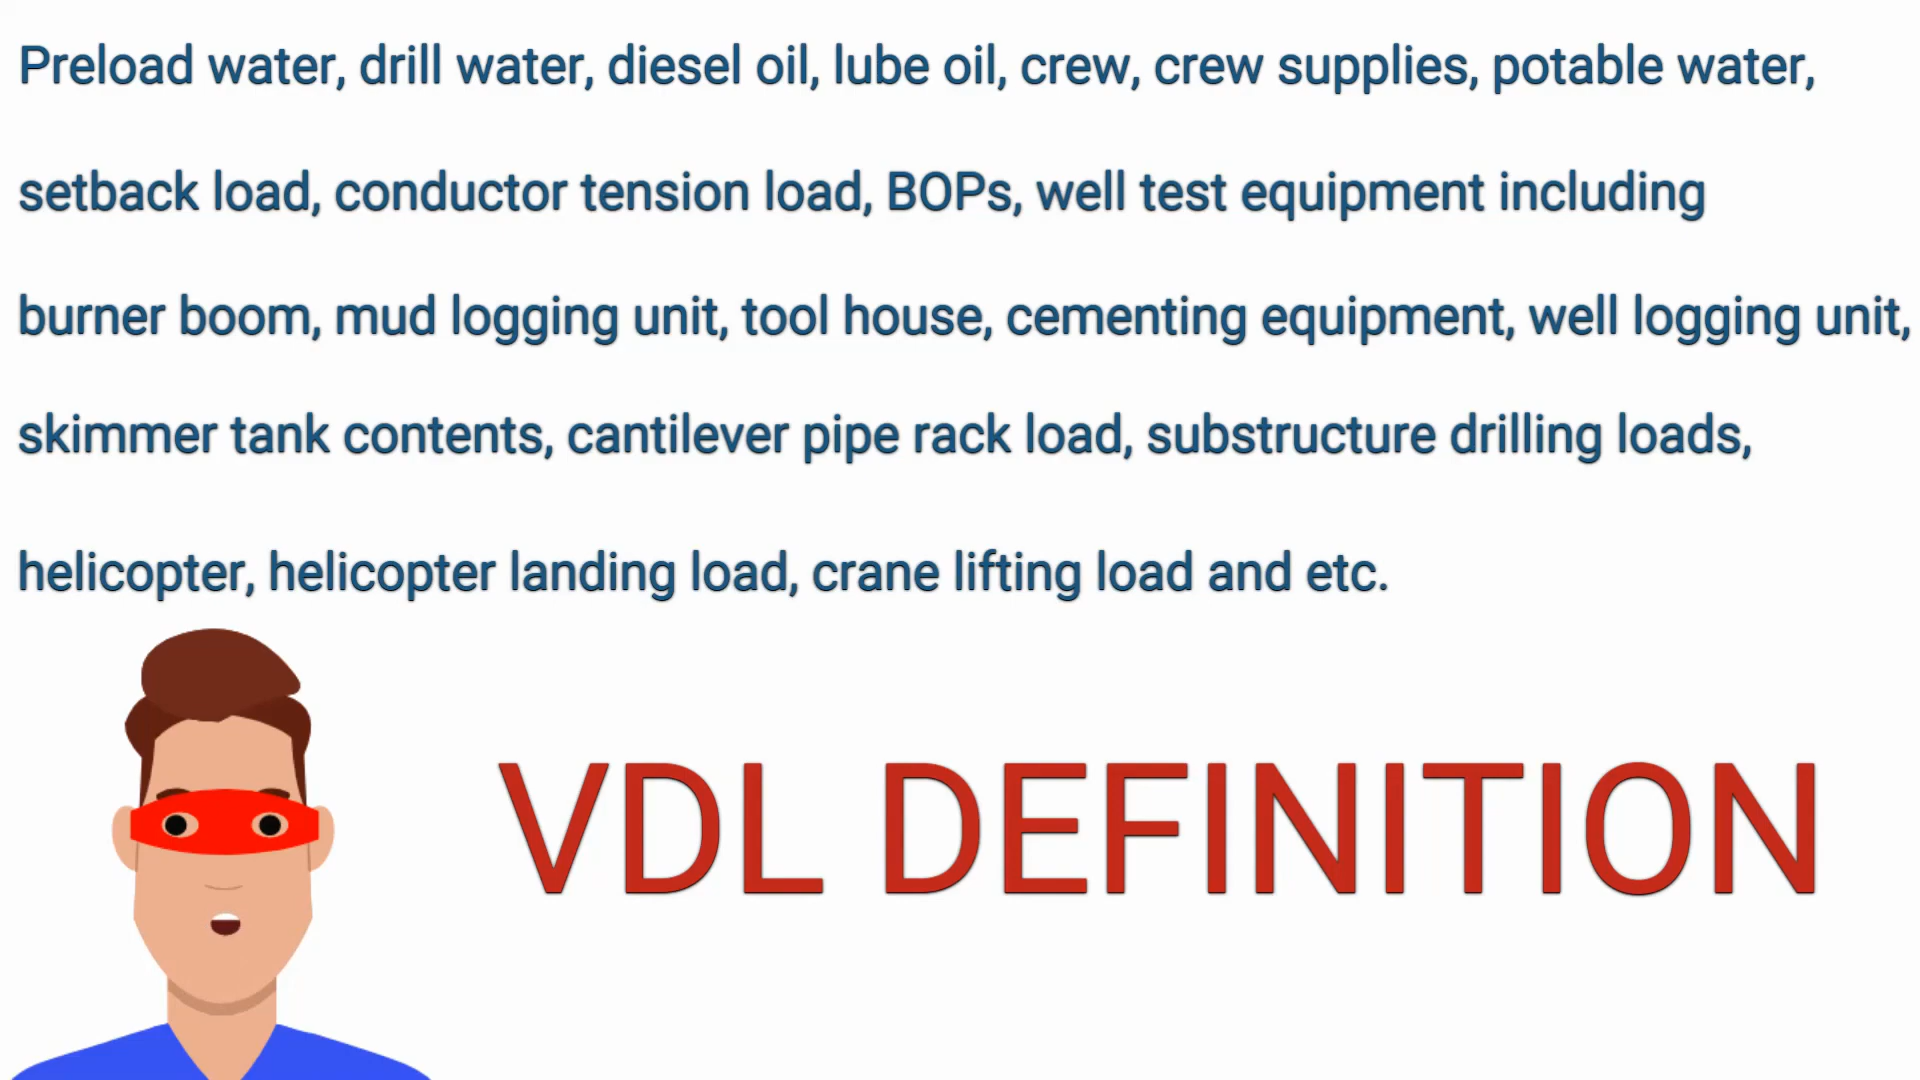 Preload water, drill water, diesel oil, lube oil, crew, crew supplies, potable water,
setback load, conductor tension load, BOPs, well test equipment including
burner boom, mud logging unit, tool house, cementing equipment, well logging unit,
skimmer tank contents, cantilever pipe rack load, substructure drilling loads,
helicopter, helicopter landing load, crane lifting load and etc.
VDL DEFINITION